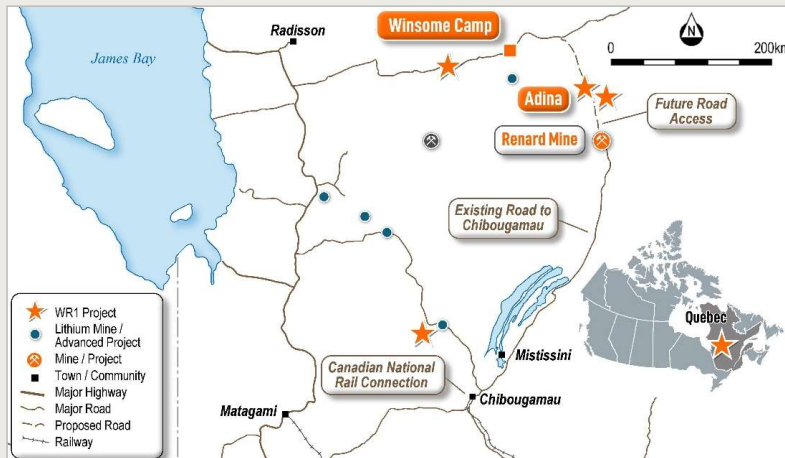 Radisson
Winsome Camp
N
0
200km
James Bay
Adina
Future Road
Access
Renard Mine
Existing Road to
Chibougamau
WR1 Project
Lithium Mine /
Advanced Project
Mine / Project
Town / Community
Major Highway
Major Road
Proposed Road
Railway
Quebec
Mistissini
Canadian National
Rail Connection
Chibougamau
Matagami